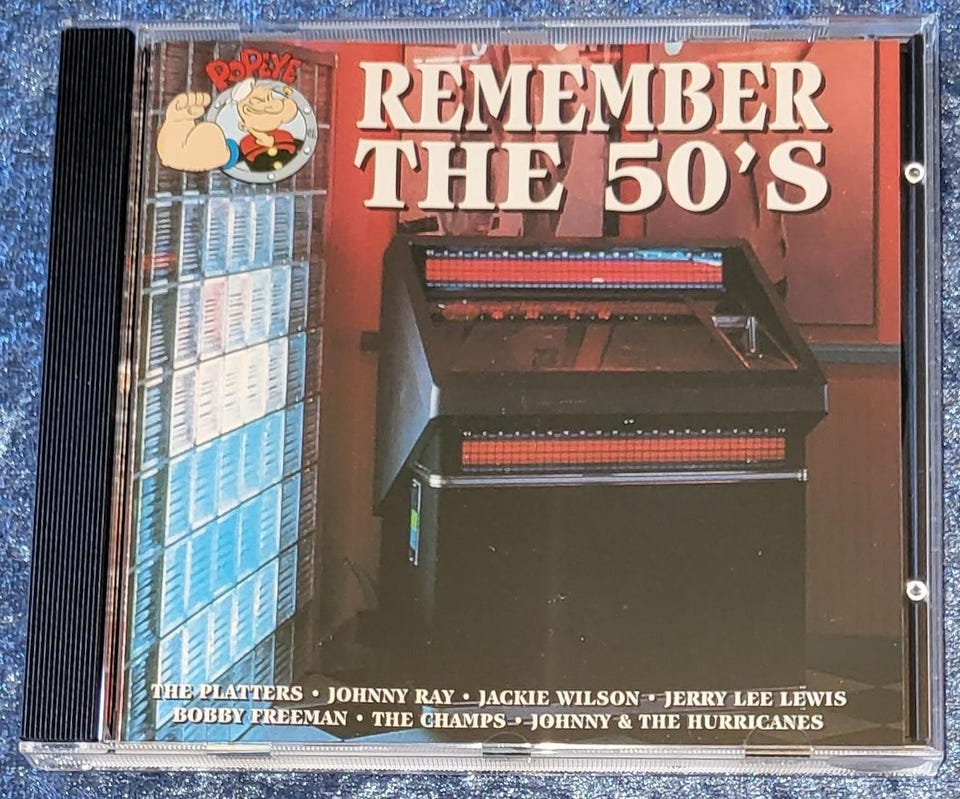 POPEYE
REMEMBER
THE 50'S
THE PLATTERS • JOHNNY RAY • JACKIE WILSON • JERRY LEE LEWIS
BOBBY FREEMAN • THE CHAMPS • JOHNNY & THE HURRICANES